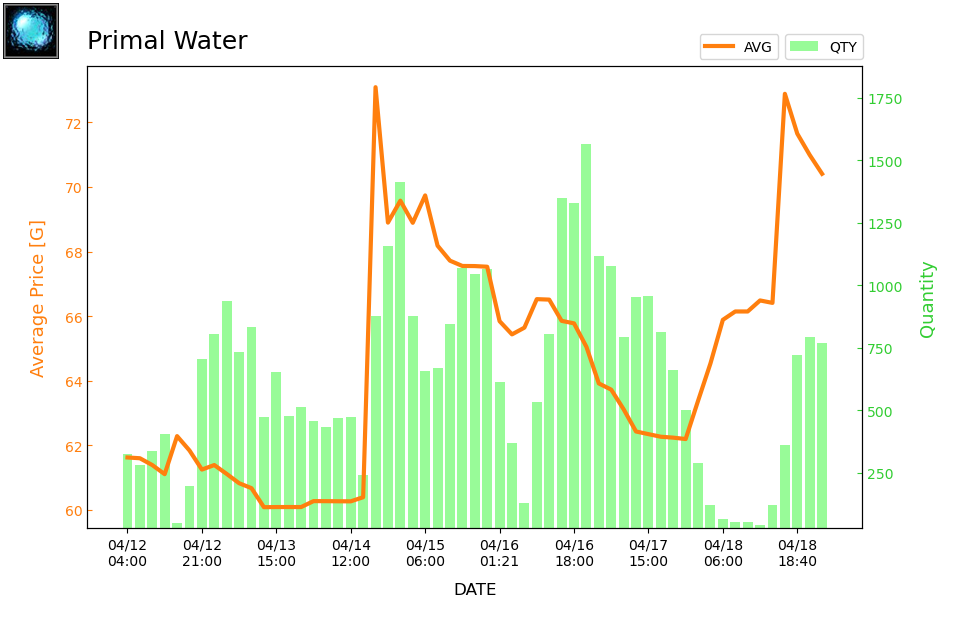 Primal Water
AVG
QTY
Average Price [G]
72
70
68
66
64
62
60
1750
1500
1250
1000
750
500
250
Quantity
04/12 04/12 04/13 04/14 04/15 04/16 04/16 04/17 04/18 04/18
04:00 21:00 15:00 12:00 06:00 01:21 18:00 15:00 06:00 18:40
DATE